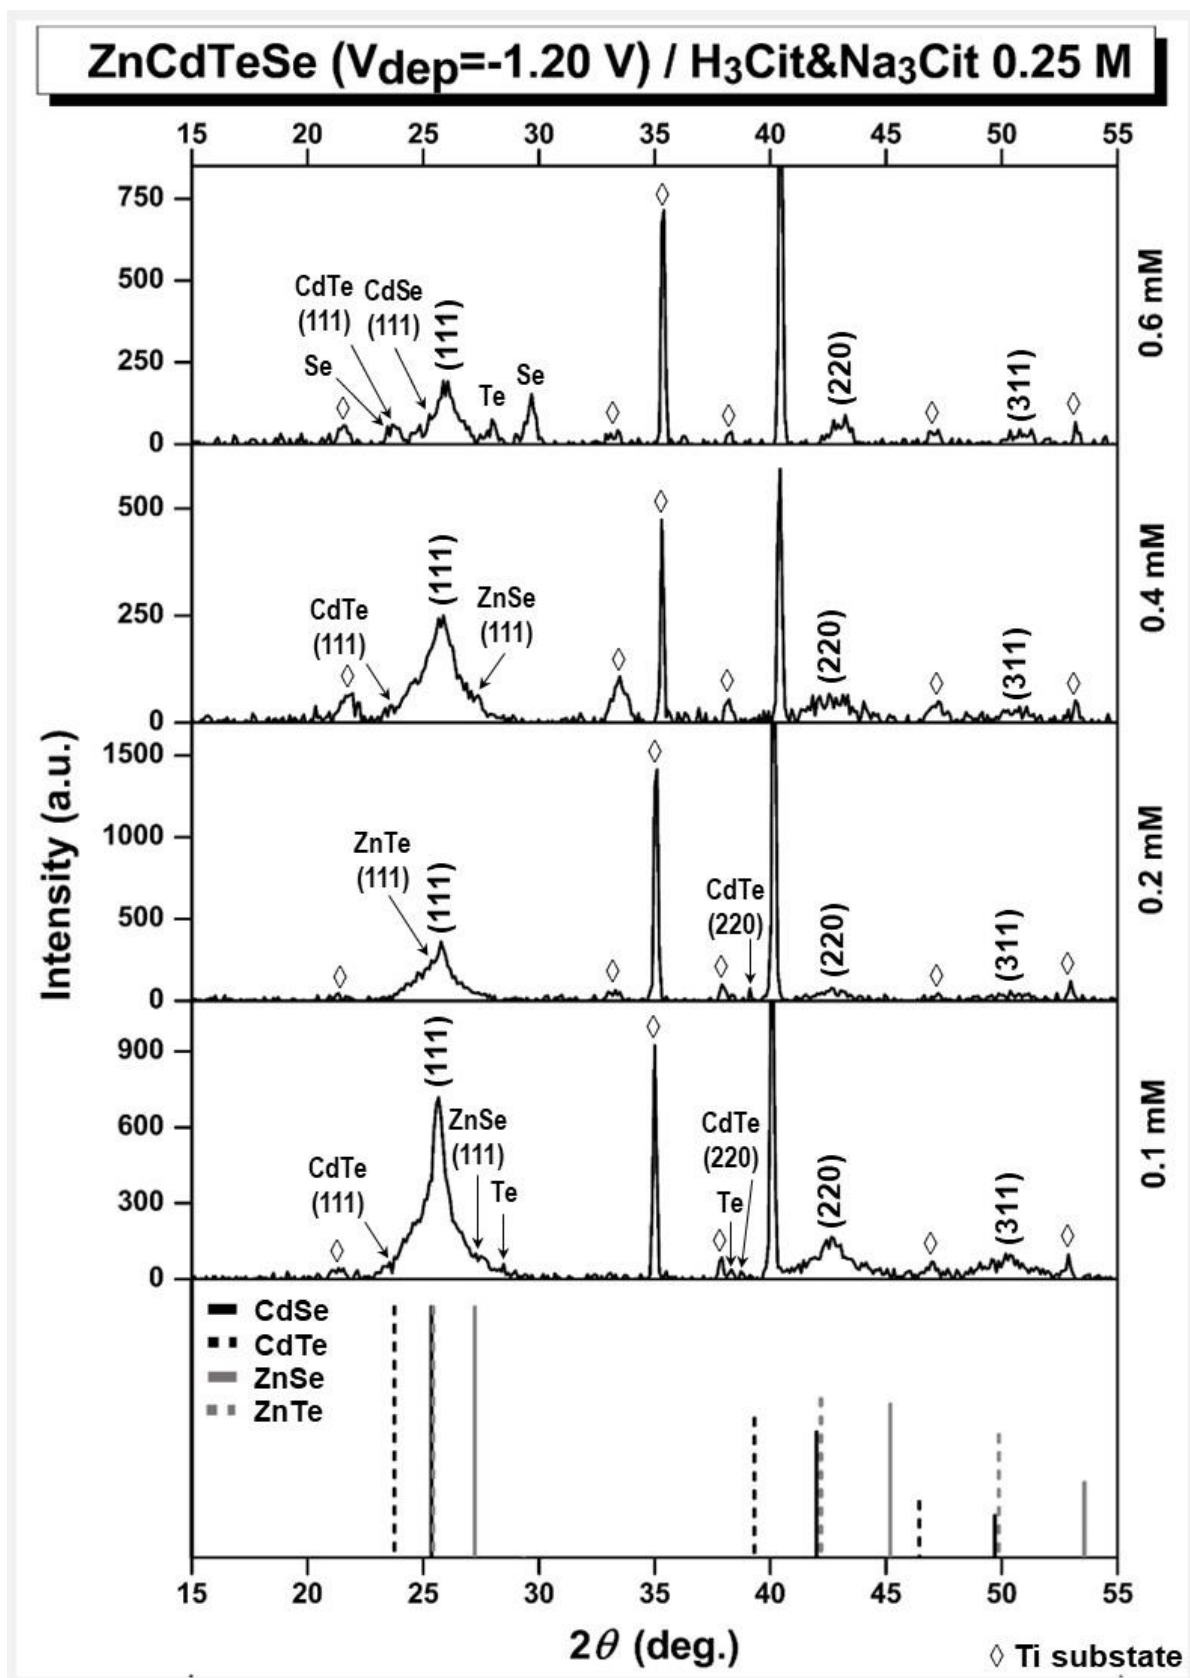 ZnCdTeSe (Vdep=-1.20 V) / H3Cit&Na3Cit 0.25 M
15 20 25 30 35 40 45 50 55
750
500
250
0
CdTe
(111)
CdSe
(111)
Se
(111)
Te
Se
◊
◊
◊
◊
(220)
◊
(311)
◊
0.6 mM
500
250
0
CdTe
(111)
(111)
ZnSe
(111)
◊
◊
◊
◊
(220)
◊
(311)
◊
0.4 mM
1500
1000
500
0
ZnTe
(111)
(111)
CdTe
(220)
◊
◊
◊
◊
(220)
◊
(311)
◊
0.2 mM
900
600
300
0
CdTe
(111)
(111)
ZnSe
(111)
Te
CdTe
(220)
Te
◊
◊
◊
(220)
◊
(311)
◊
0.1 mM
Intensity (a.u.)
CdSe
CdTe
ZnSe
ZnTe
15 20 25 30 35 40 45 50 55
2θ (deg.)
◊ Ti substate